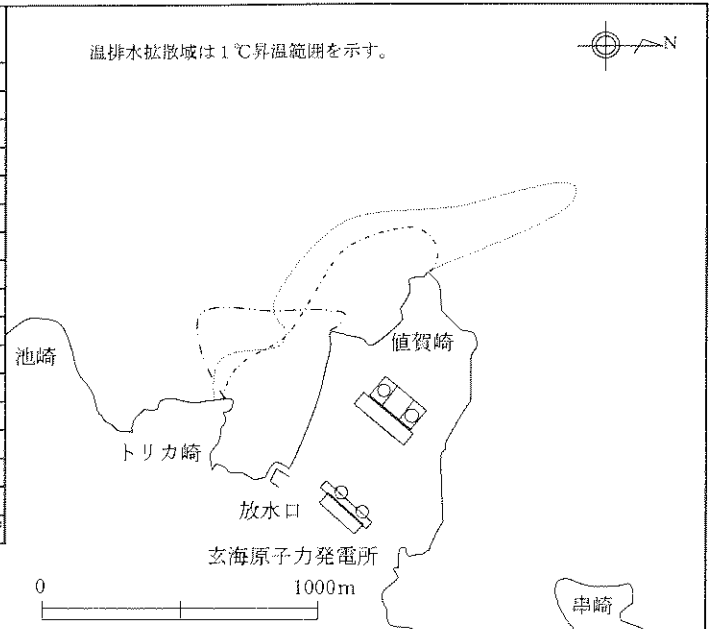 温排水拡散域は1℃昇温範囲を示す。
N
池崎
値賀崎
トリカ崎
放水口
玄海原子力発電所
0 1000m
串崎